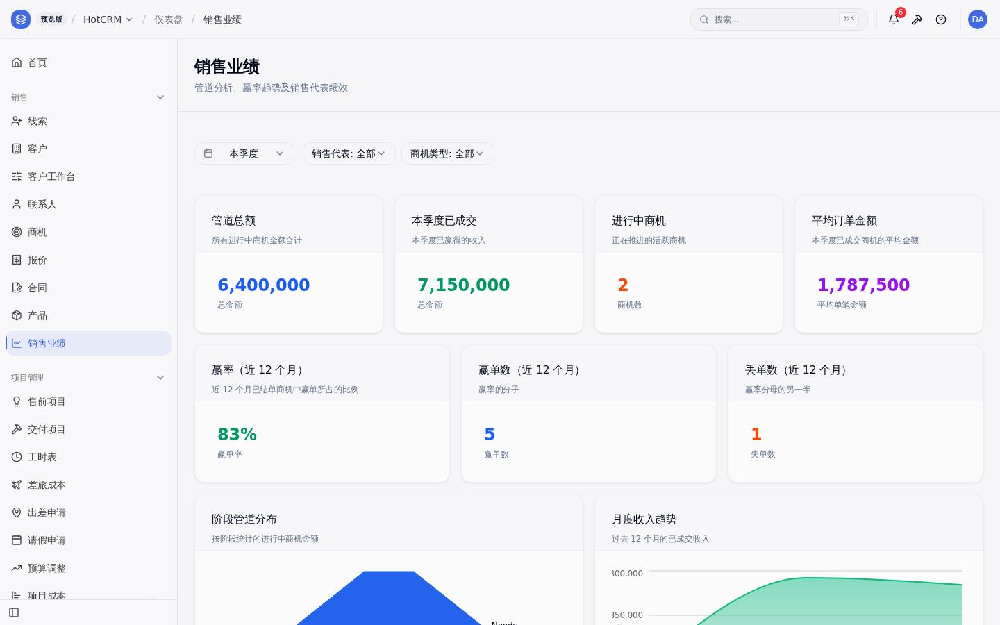 预览版 / HotCRM / 仪表盘 / 销售业绩
搜索...
⌘K
6
DA
首页
销售
线索
客户
客户工作台
联系人
商机
报价
合同
产品
销售业绩
项目管理
售前项目
交付项目
工时表
差旅成本
出差申请
请假申请
预算调整
项目成本
销售业绩
管道分析、赢率趋势及销售代表绩效
本季度
销售代表: 全部
商机类型: 全部
管道总额
所有进行中商机金额合计
6,400,000
总金额
本季度已成交
本季度已赢得的收入
7,150,000
总金额
进行中商机
正在推进的活跃商机
2
商机数
平均订单金额
本季度已成交商机的平均金额
1,787,500
平均单笔金额
赢率（近 12 个月）
近 12 个月已结单商机中赢单所占的比例
83%
赢单率
赢单数（近 12 个月）
赢率的分子
5
赢单数
丢单数（近 12 个月）
赢率分母的另一半
1
失单数
阶段管道分布
按阶段统计的进行中商机金额
Needs
月度收入趋势
过去 12 个月的已成交收入
300,000
350,000